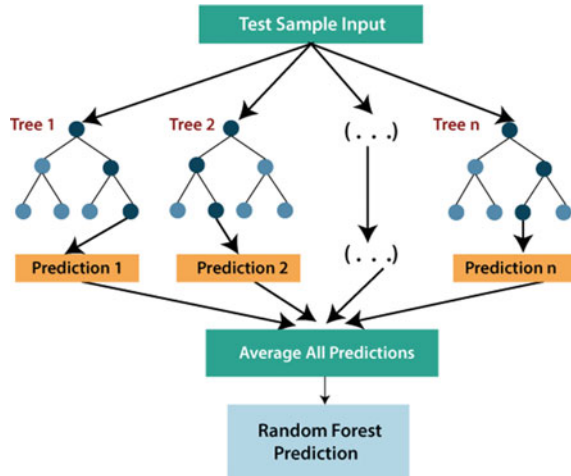 Test Sample Input
Tree 1
Tree 2
(...)
Tree n
(...)
Prediction 1
Prediction 2
Prediction n
Average All Predictions
Random Forest
Prediction